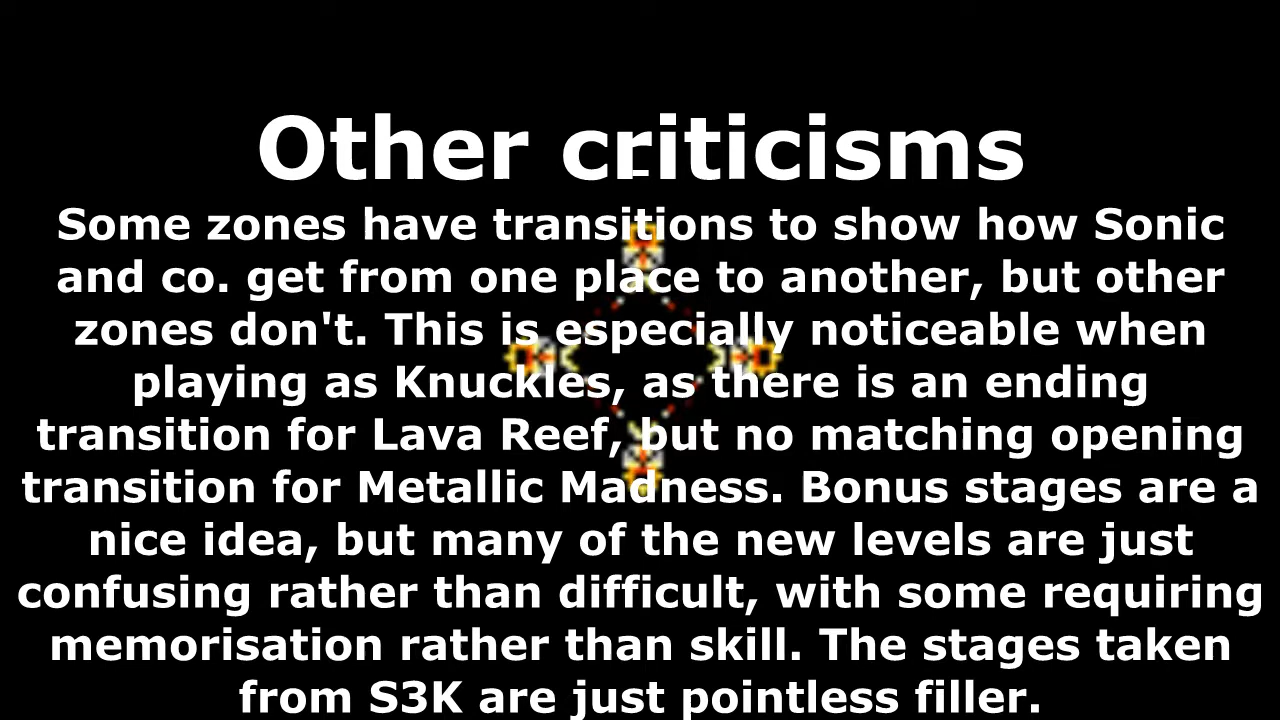 Other criticisms
Some zones have transitions to show how Sonic
and co. get from one place to another, but other
zones don't. This is especially noticeable when
playing as Knuckles, as there is an ending
transition for Lava Reef, but no matching opening
transition for Metallic Madness. Bonus stages are a
nice idea, but many of the new levels are just
confusing rather than difficult, with some requiring
memorisation rather than skill. The stages taken
from S3K are just pointless filler.